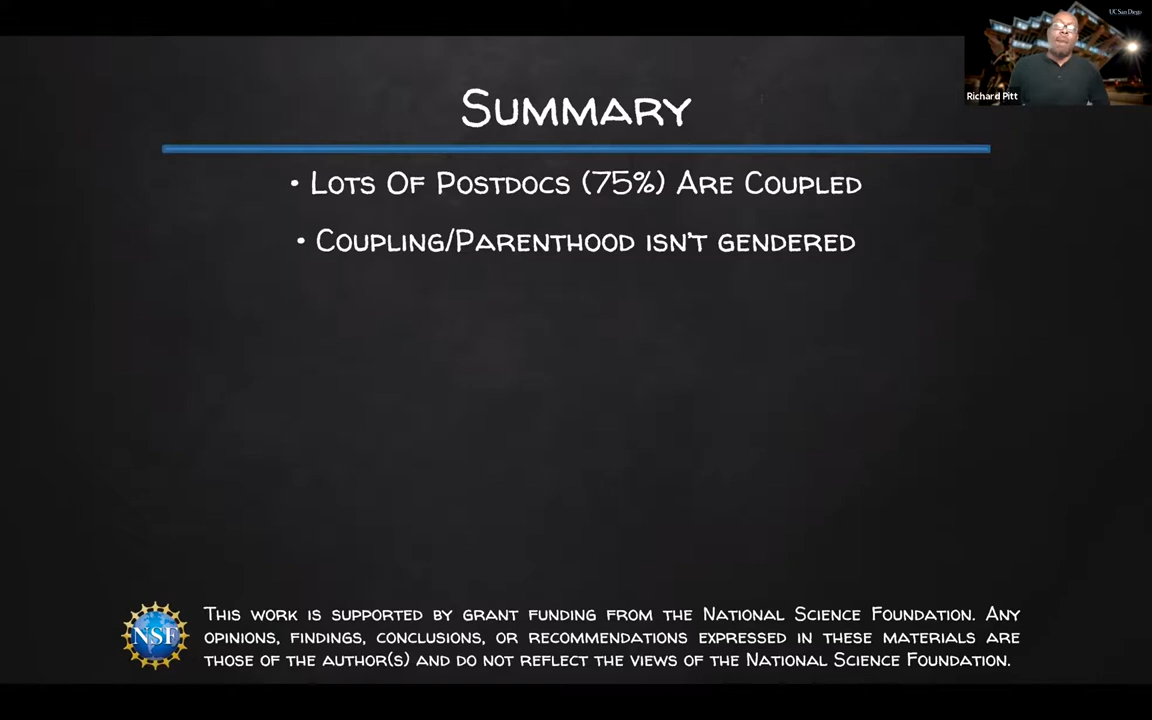 UC San Diego
Richard Pitt
Summary
• Lots Of Postdocs (75%) Are Coupled
• Coupling/Parenthood isn't gendered
NSF
This work is supported by grant funding from the National Science Foundation. Any
opinions, findings, conclusions, or recommendations expressed in these materials are
those of the author(s) and do not reflect the views of the National Science Foundation.